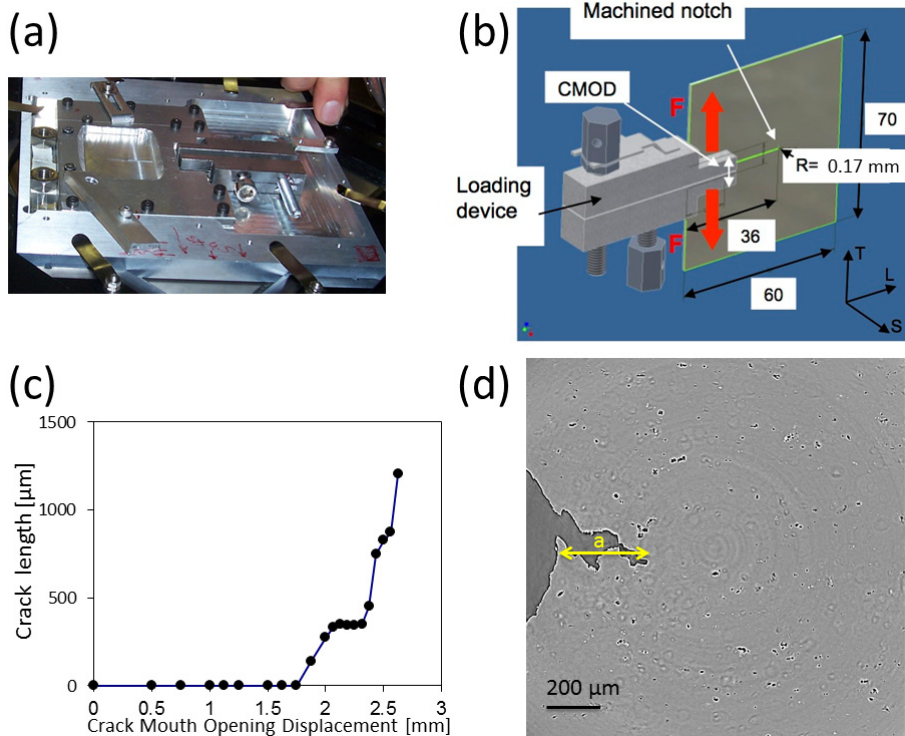 (a)
(b)
Machined notch
CMOD
F
70
R= 0.17 mm
Loading
device
F
36
60
T
L
S
(c)
(d)
1500
1000
500
0
Crack length [µm]
0 0.5 1 1.5 2 2.5 3
Crack Mouth Opening Displacement [mm]
a
200 µm